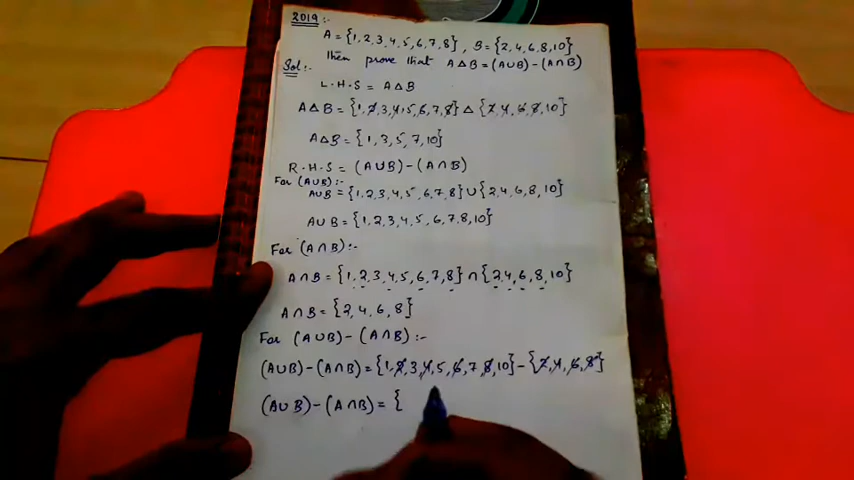 2019:-
A = {1,2,3,4,5,6,7,8}, B = {2,4,6,8,10}
then prove that A△B = (A∪B) - (A∩B)
Sol:-
L.H.S = A△B
A△B = {1,2,3,4,5,6,7,8} △ {2,4,6,8,10}
A△B = {1,3,5,7,10}
R.H.S = (A∪B) - (A∩B)
For (A∪B):-
A∪B = {1,2,3,4,5,6,7,8} ∪ {2,4,6,8,10}
A∪B = {1,2,3,4,5,6,7,8,10}
For (A∩B):-
A∩B = {1,2,3,4,5,6,7,8} ∩ {2,4,6,8,10}
A∩B = {2,4,6,8}
For (A∪B) - (A∩B):-
(A∪B) - (A∩B) = {1,2,3,4,5,6,7,8,10} - {2,4,6,8}
(A∪B) - (A∩B) = {